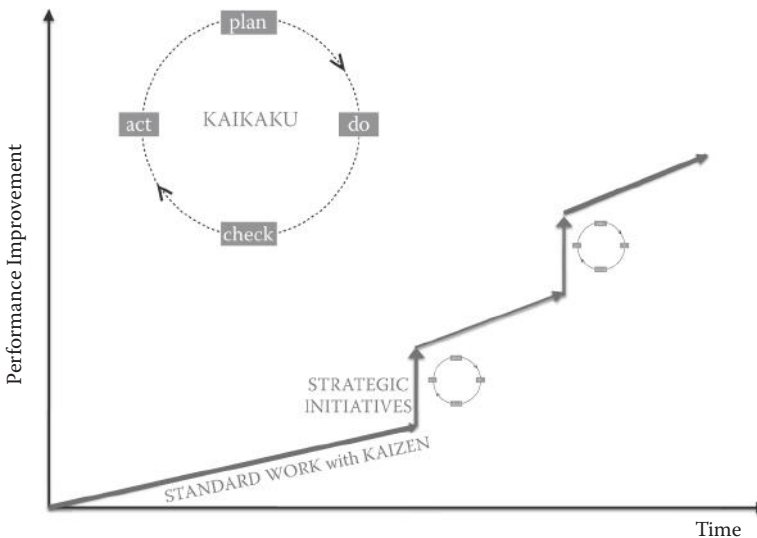 plan
act
KAIKAKU
do
check
Performance Improvement
STRATEGIC
INITIATIVES
STANDARD WORK with KAIZEN
Time